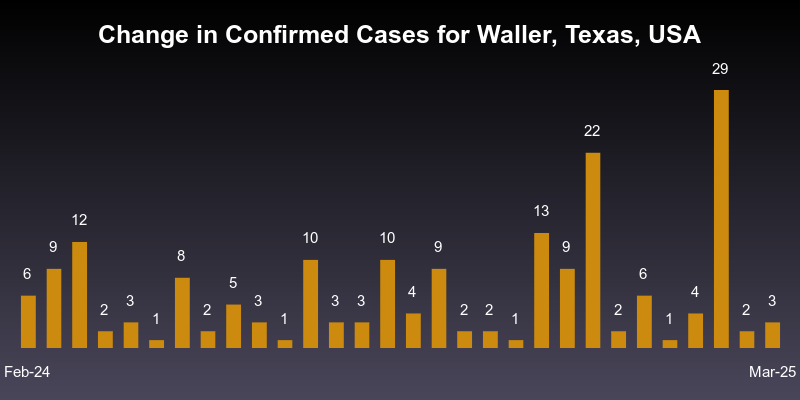 Change in Confirmed Cases for Waller, Texas, USA
6 9 12 2 3 1 8 2 5 3 1 10 3 3 10 4 9 2 2 1 13 9 22 2 6 1 4 29 2 3
Feb-24 Mar-25